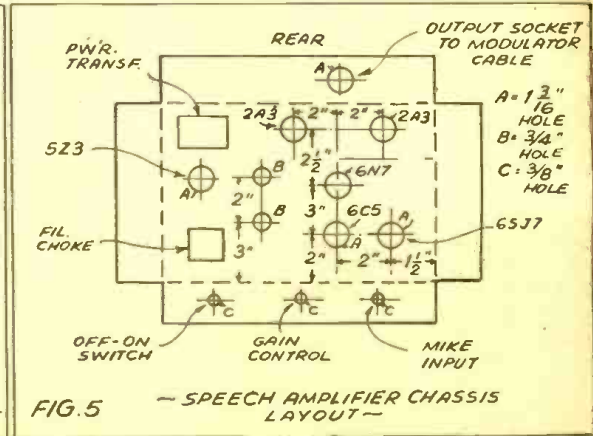 REAR
OUTPUT SOCKET
TO MODULATOR
CABLE
PWR.
TRANSF.
A
A = 1 3/16"
HOLE
B = 3/4"
HOLE
C = 3/8"
HOLE
2A3
2"
2"
2A3
5Z3
2 1/2"
A
B
6N7
2"
3"
6C5
A
6SJ7
FIL.
CHOKE
B
A
3"
2"
2"
1 1/2"
C
C
C
OFF-ON
SWITCH
GAIN
CONTROL
MIKE
INPUT
FIG. 5
~ SPEECH AMPLIFIER CHASSIS
LAYOUT ~